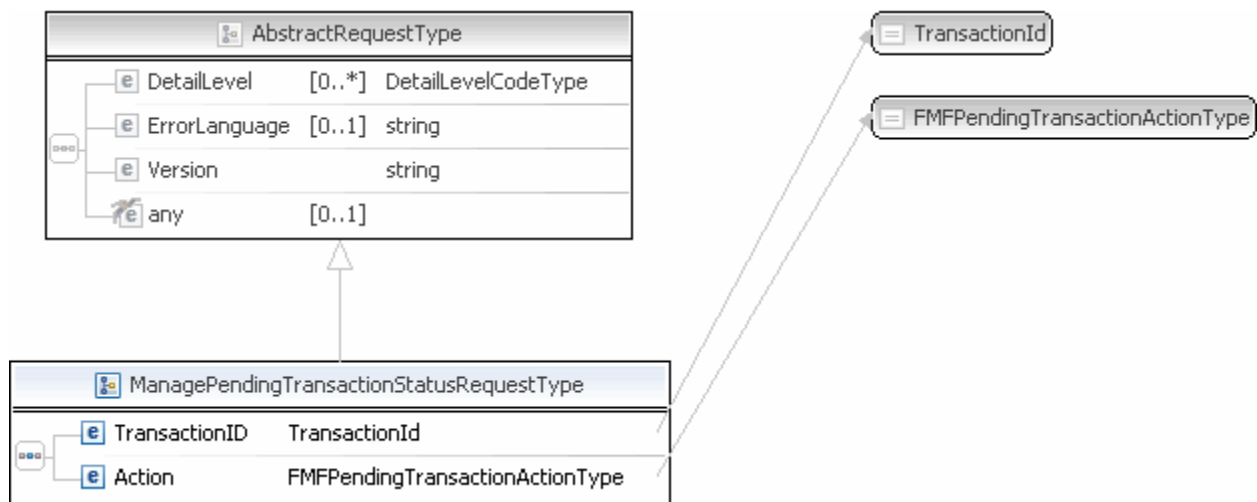 AbstractRequestType
e DetailLevel [0..*] DetailLevelCodeType
e ErrorLanguage [0..1] string
e Version string
e any [0..1]
TransactionId
FMFPendingTransactionActionType
ManagePendingTransactionStatusRequestType
e TransactionID TransactionId
e Action FMFPendingTransactionActionType